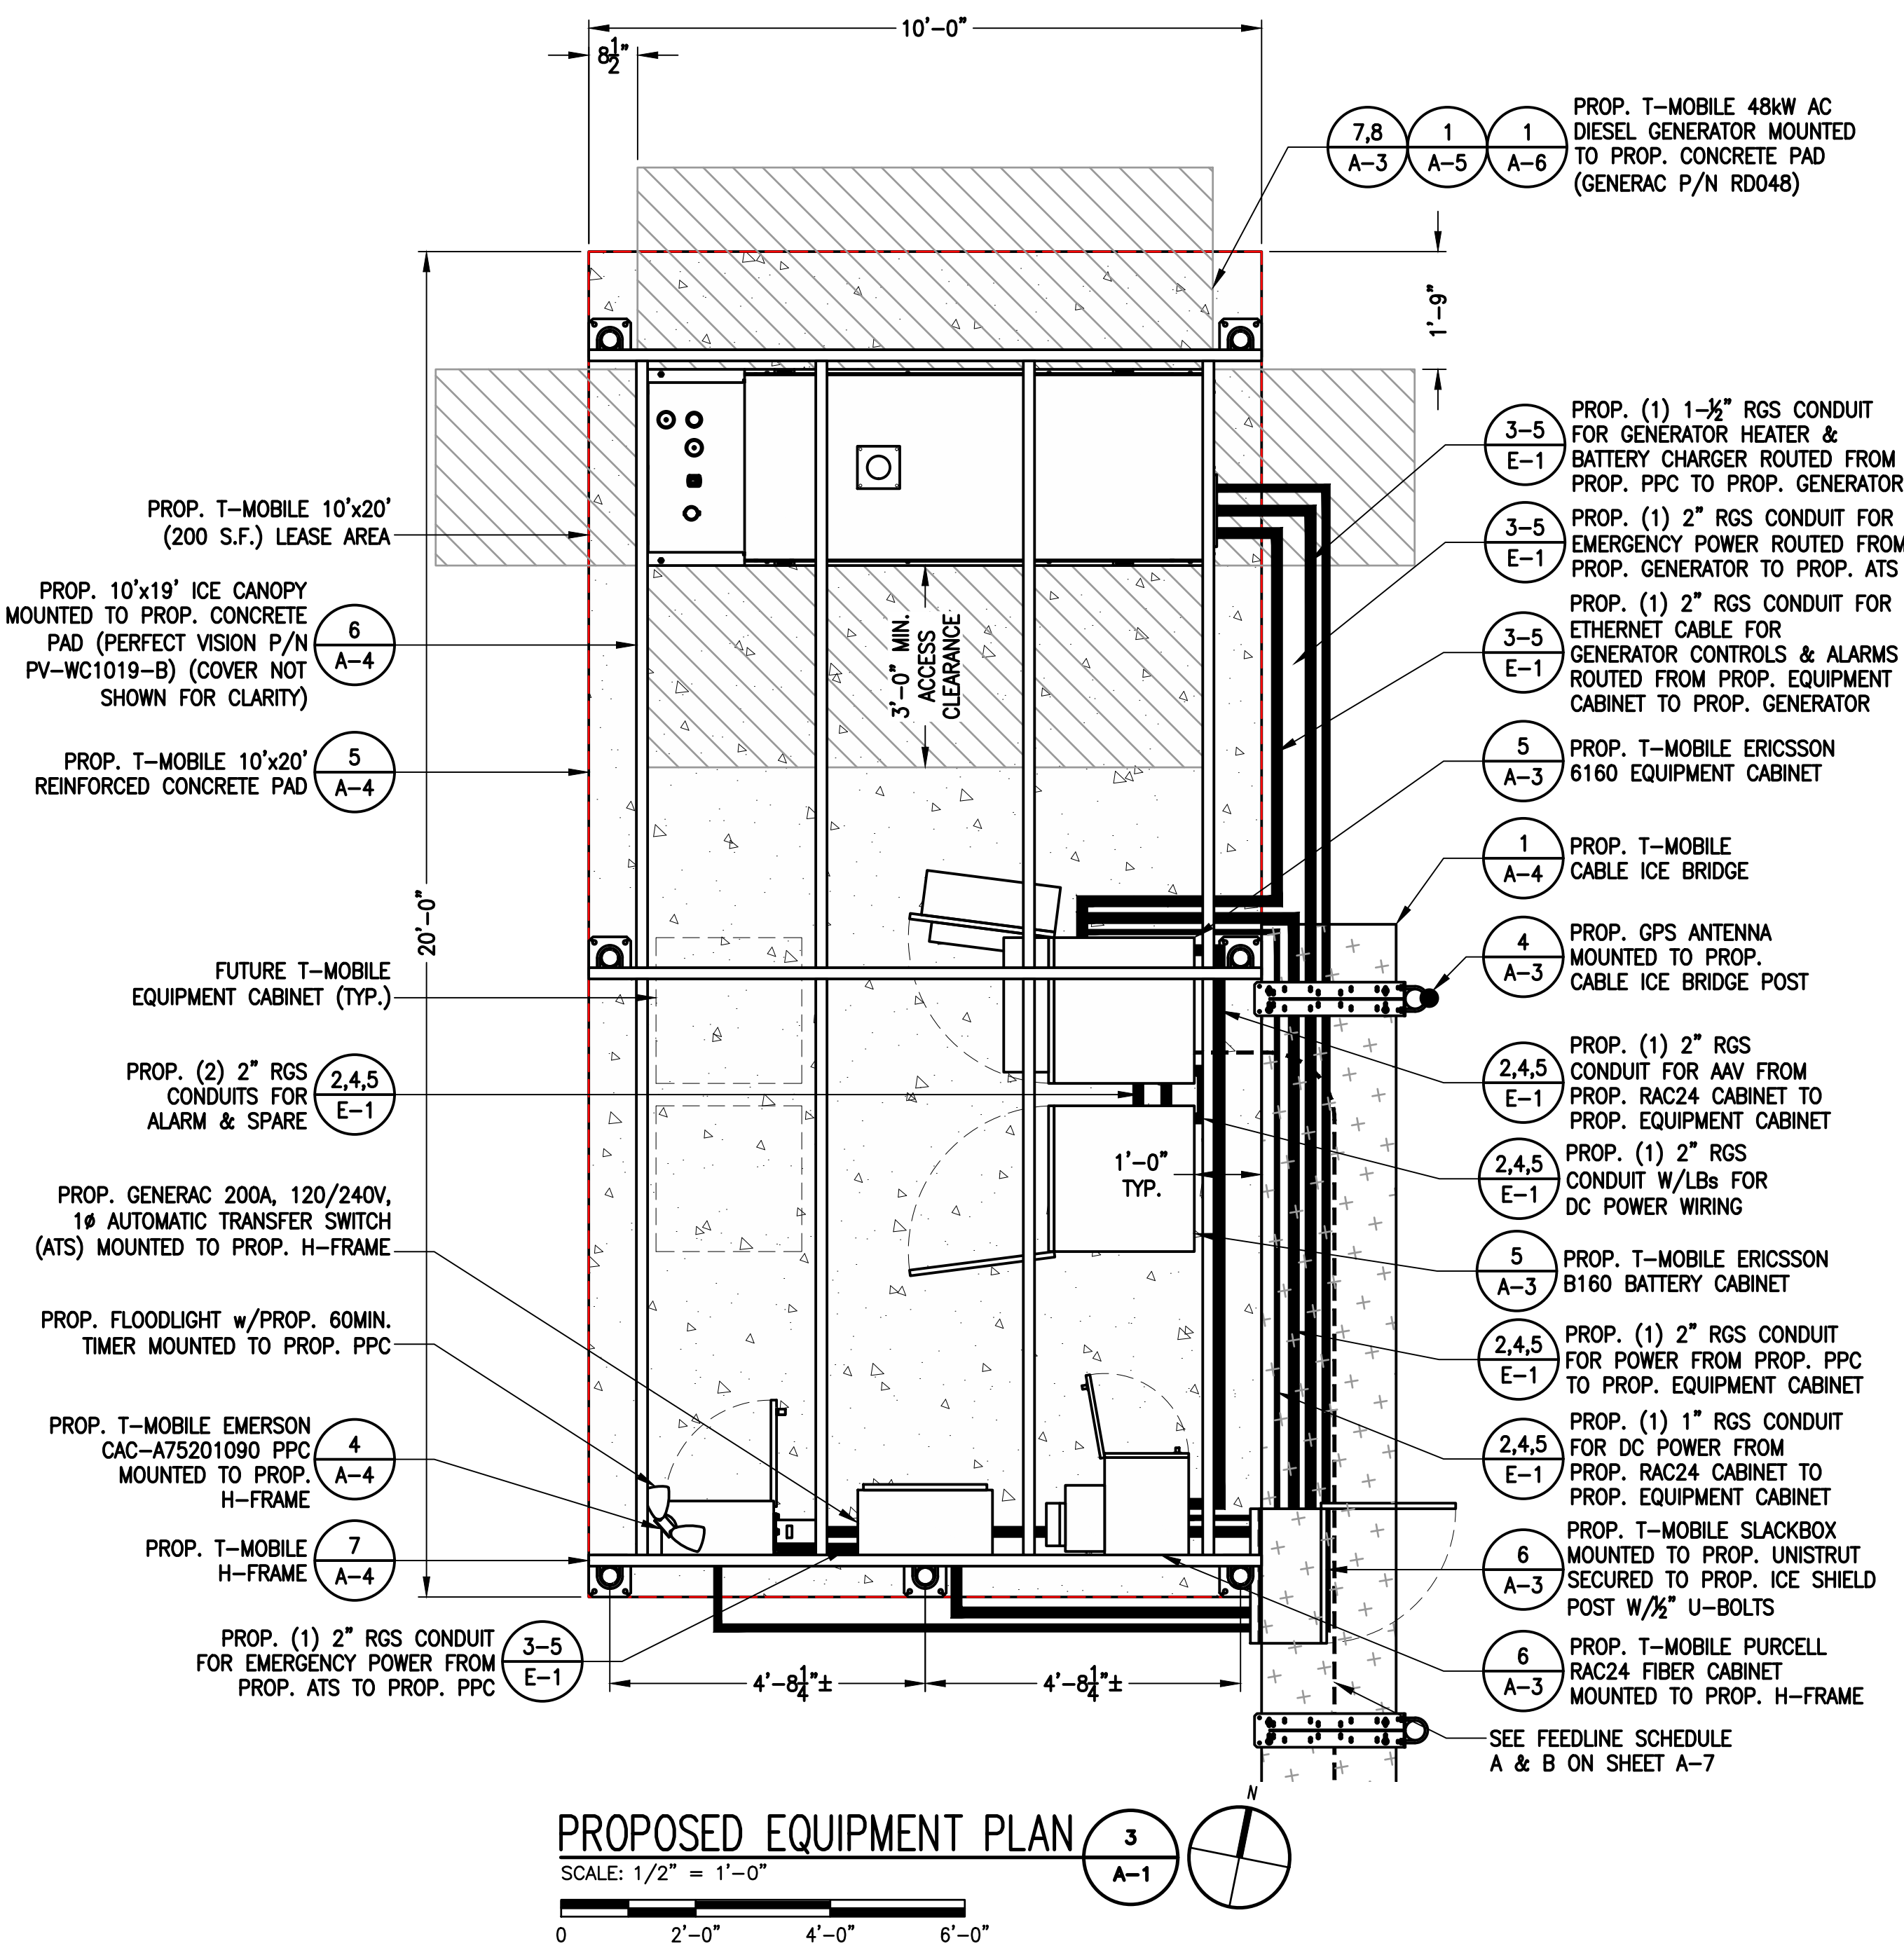 10'-0"
8 1/2"
7,8
A-3
1
A-5
1
A-6
PROP. T-MOBILE 48kW AC
DIESEL GENERATOR MOUNTED
TO PROP. CONCRETE PAD
(GENERAC P/N RD048)
1'-9"
20'-0"
3'-0" MIN.
ACCESS
CLEARANCE
1'-0"
TYP.
PROP. T-MOBILE 10'x20'
(200 S.F.) LEASE AREA
PROP. 10'x19' ICE CANOPY
MOUNTED TO PROP. CONCRETE
PAD (PERFECT VISION P/N
PV-WC1019-B) (COVER NOT
SHOWN FOR CLARITY)
6
A-4
PROP. T-MOBILE 10'x20'
REINFORCED CONCRETE PAD
5
A-4
FUTURE T-MOBILE
EQUIPMENT CABINET (TYP.)
PROP. (2) 2" RGS
CONDUITS FOR
ALARM & SPARE
2,4,5
E-1
PROP. GENERAC 200A, 120/240V,
1ø AUTOMATIC TRANSFER SWITCH
(ATS) MOUNTED TO PROP. H-FRAME
PROP. FLOODLIGHT w/PROP. 60MIN.
TIMER MOUNTED TO PROP. PPC
PROP. T-MOBILE EMERSON
CAC-A75201090 PPC
MOUNTED TO PROP.
H-FRAME
4
A-4
PROP. T-MOBILE
H-FRAME
7
A-4
PROP. (1) 2" RGS CONDUIT
FOR EMERGENCY POWER FROM
PROP. ATS TO PROP. PPC
3-5
E-1
4'-8 1/4"±
4'-8 1/4"±
3-5
E-1
PROP. (1) 1-½" RGS CONDUIT
FOR GENERATOR HEATER &
BATTERY CHARGER ROUTED FROM
PROP. PPC TO PROP. GENERATOR
3-5
E-1
PROP. (1) 2" RGS CONDUIT FOR
EMERGENCY POWER ROUTED FROM
PROP. GENERATOR TO PROP. ATS
3-5
E-1
PROP. (1) 2" RGS CONDUIT FOR
ETHERNET CABLE FOR
GENERATOR CONTROLS & ALARMS
ROUTED FROM PROP. EQUIPMENT
CABINET TO PROP. GENERATOR
5
A-3
PROP. T-MOBILE ERICSSON
6160 EQUIPMENT CABINET
1
A-4
PROP. T-MOBILE
CABLE ICE BRIDGE
4
A-3
PROP. GPS ANTENNA
MOUNTED TO PROP.
CABLE ICE BRIDGE POST
2,4,5
E-1
PROP. (1) 2" RGS
CONDUIT FOR AAV FROM
PROP. RAC24 CABINET TO
PROP. EQUIPMENT CABINET
2,4,5
E-1
PROP. (1) 2" RGS
CONDUIT W/LBs FOR
DC POWER WIRING
5
A-3
PROP. T-MOBILE ERICSSON
B160 BATTERY CABINET
2,4,5
E-1
PROP. (1) 2" RGS CONDUIT
FOR POWER FROM PROP. PPC
TO PROP. EQUIPMENT CABINET
2,4,5
E-1
PROP. (1) 1" RGS CONDUIT
FOR DC POWER FROM
PROP. RAC24 CABINET TO
PROP. EQUIPMENT CABINET
6
A-3
PROP. T-MOBILE SLACKBOX
MOUNTED TO PROP. UNISTRUT
SECURED TO PROP. ICE SHIELD
POST W/½" U-BOLTS
6
A-3
PROP. T-MOBILE PURCELL
RAC24 FIBER CABINET
MOUNTED TO PROP. H-FRAME
SEE FEEDLINE SCHEDULE
A & B ON SHEET A-7
PROPOSED EQUIPMENT PLAN
3
A-1
N
SCALE: 1/2" = 1'-0"
0 2'-0" 4'-0" 6'-0"